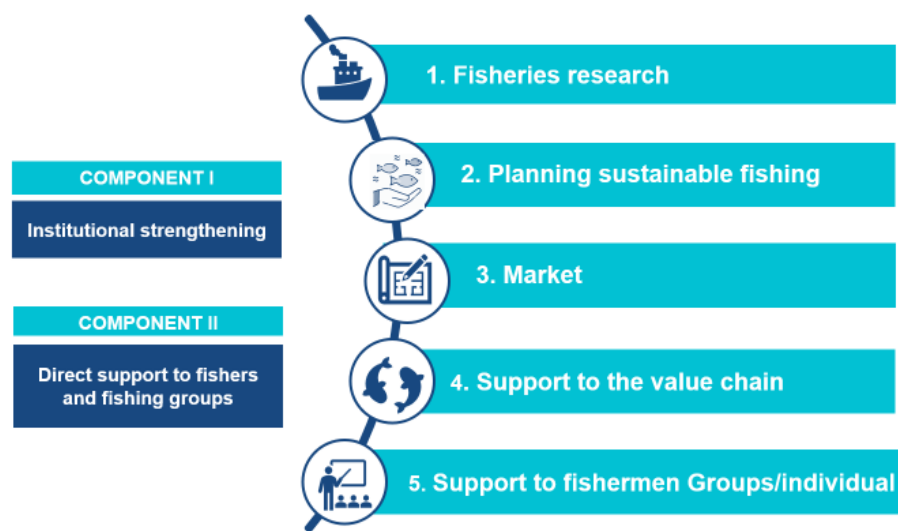 COMPONENT I
Institutional strengthening
COMPONENT II
Direct support to fishers
and fishing groups
1. Fisheries research
2. Planning sustainable fishing
3. Market
4. Support to the value chain
5. Support to fishermen Groups/individual